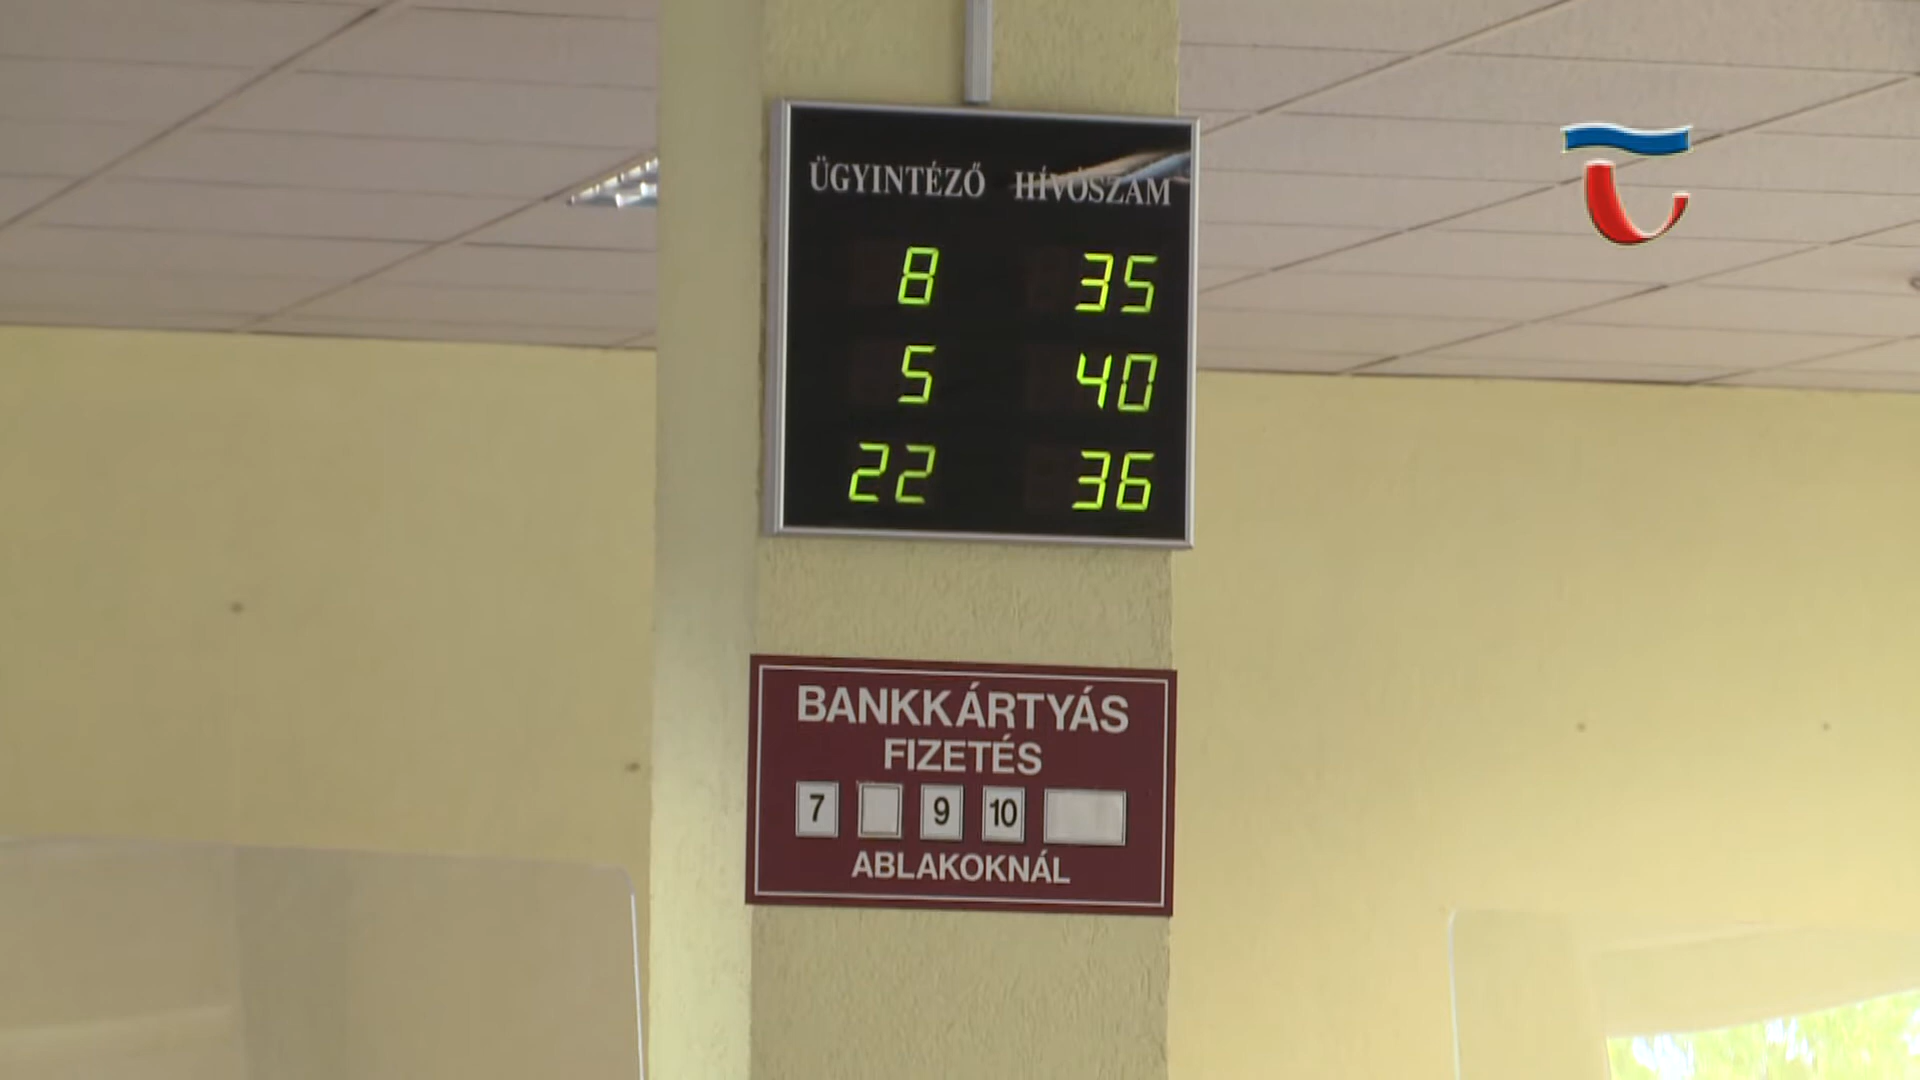 ÜGYINTÉZŐ HÍVÓSZÁM
8 35
5 40
22 36
BANKKÁRTYÁS
FIZETÉS
7 9 10
ABLAKOKNÁL